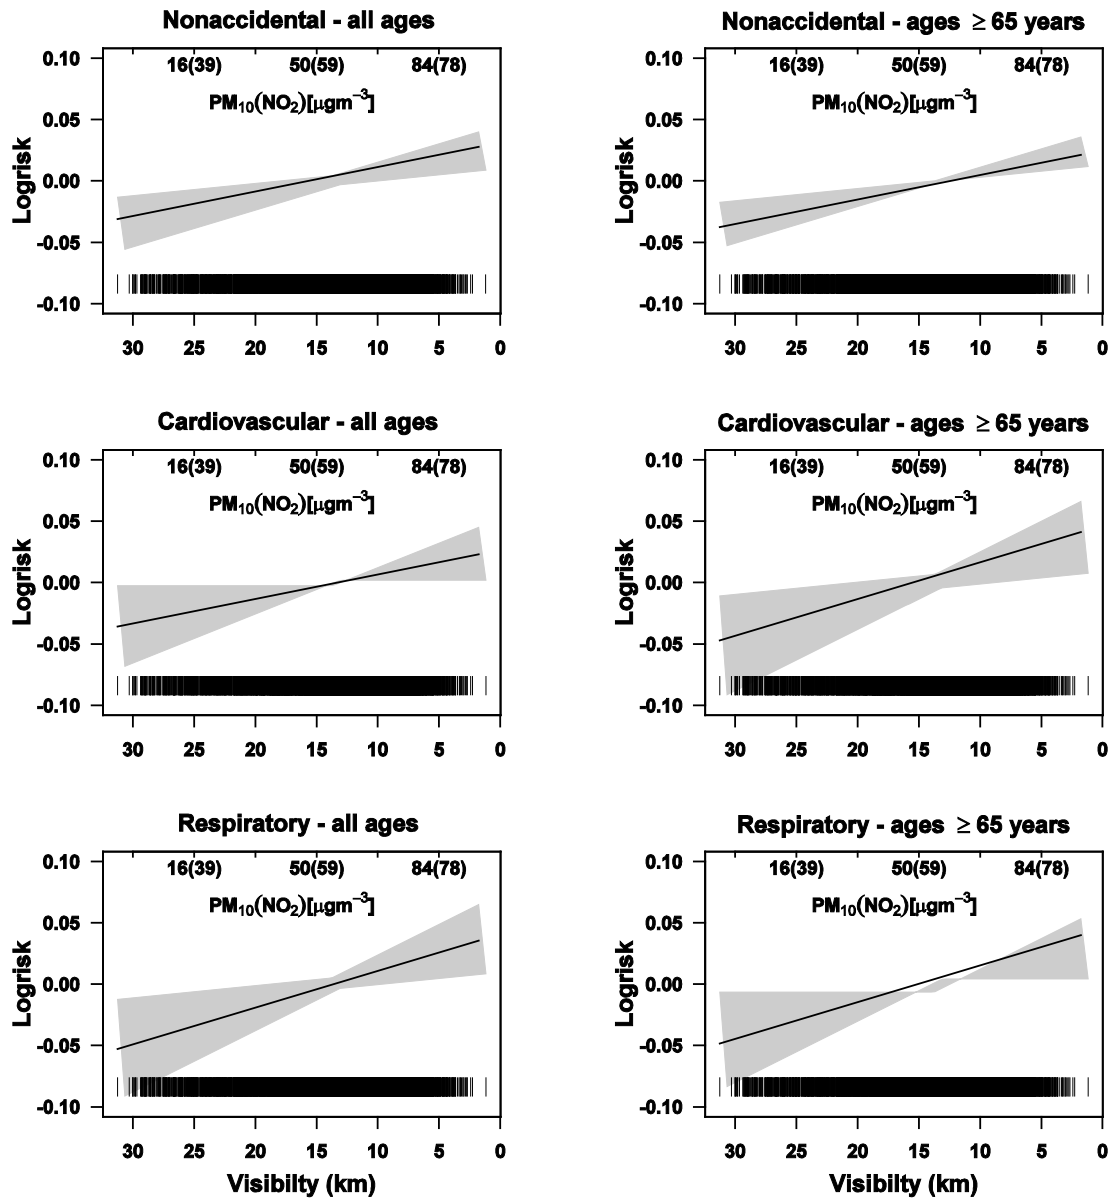 Nonaccidental - all ages
Nonaccidental - ages ≥ 65 years
0.10
0.05
0.00
-0.05
-0.10
Logrisk
16(39) 50(59) 84(78)
PM₁₀(NO₂)[μgm⁻³]
30 25 20 15 10 5 0
0.10
0.05
0.00
-0.05
-0.10
Logrisk
16(39) 50(59) 84(78)
PM₁₀(NO₂)[μgm⁻³]
30 25 20 15 10 5 0
Cardiovascular - all ages
Cardiovascular - ages ≥ 65 years
0.10
0.05
0.00
-0.05
-0.10
Logrisk
16(39) 50(59) 84(78)
PM₁₀(NO₂)[μgm⁻³]
30 25 20 15 10 5 0
0.10
0.05
0.00
-0.05
-0.10
Logrisk
16(39) 50(59) 84(78)
PM₁₀(NO₂)[μgm⁻³]
30 25 20 15 10 5 0
Respiratory - all ages
Respiratory - ages ≥ 65 years
0.10
0.05
0.00
-0.05
-0.10
Logrisk
16(39) 50(59) 84(78)
PM₁₀(NO₂)[μgm⁻³]
30 25 20 15 10 5 0
Visibilty (km)
0.10
0.05
0.00
-0.05
-0.10
Logrisk
16(39) 50(59) 84(78)
PM₁₀(NO₂)[μgm⁻³]
30 25 20 15 10 5 0
Visibilty (km)